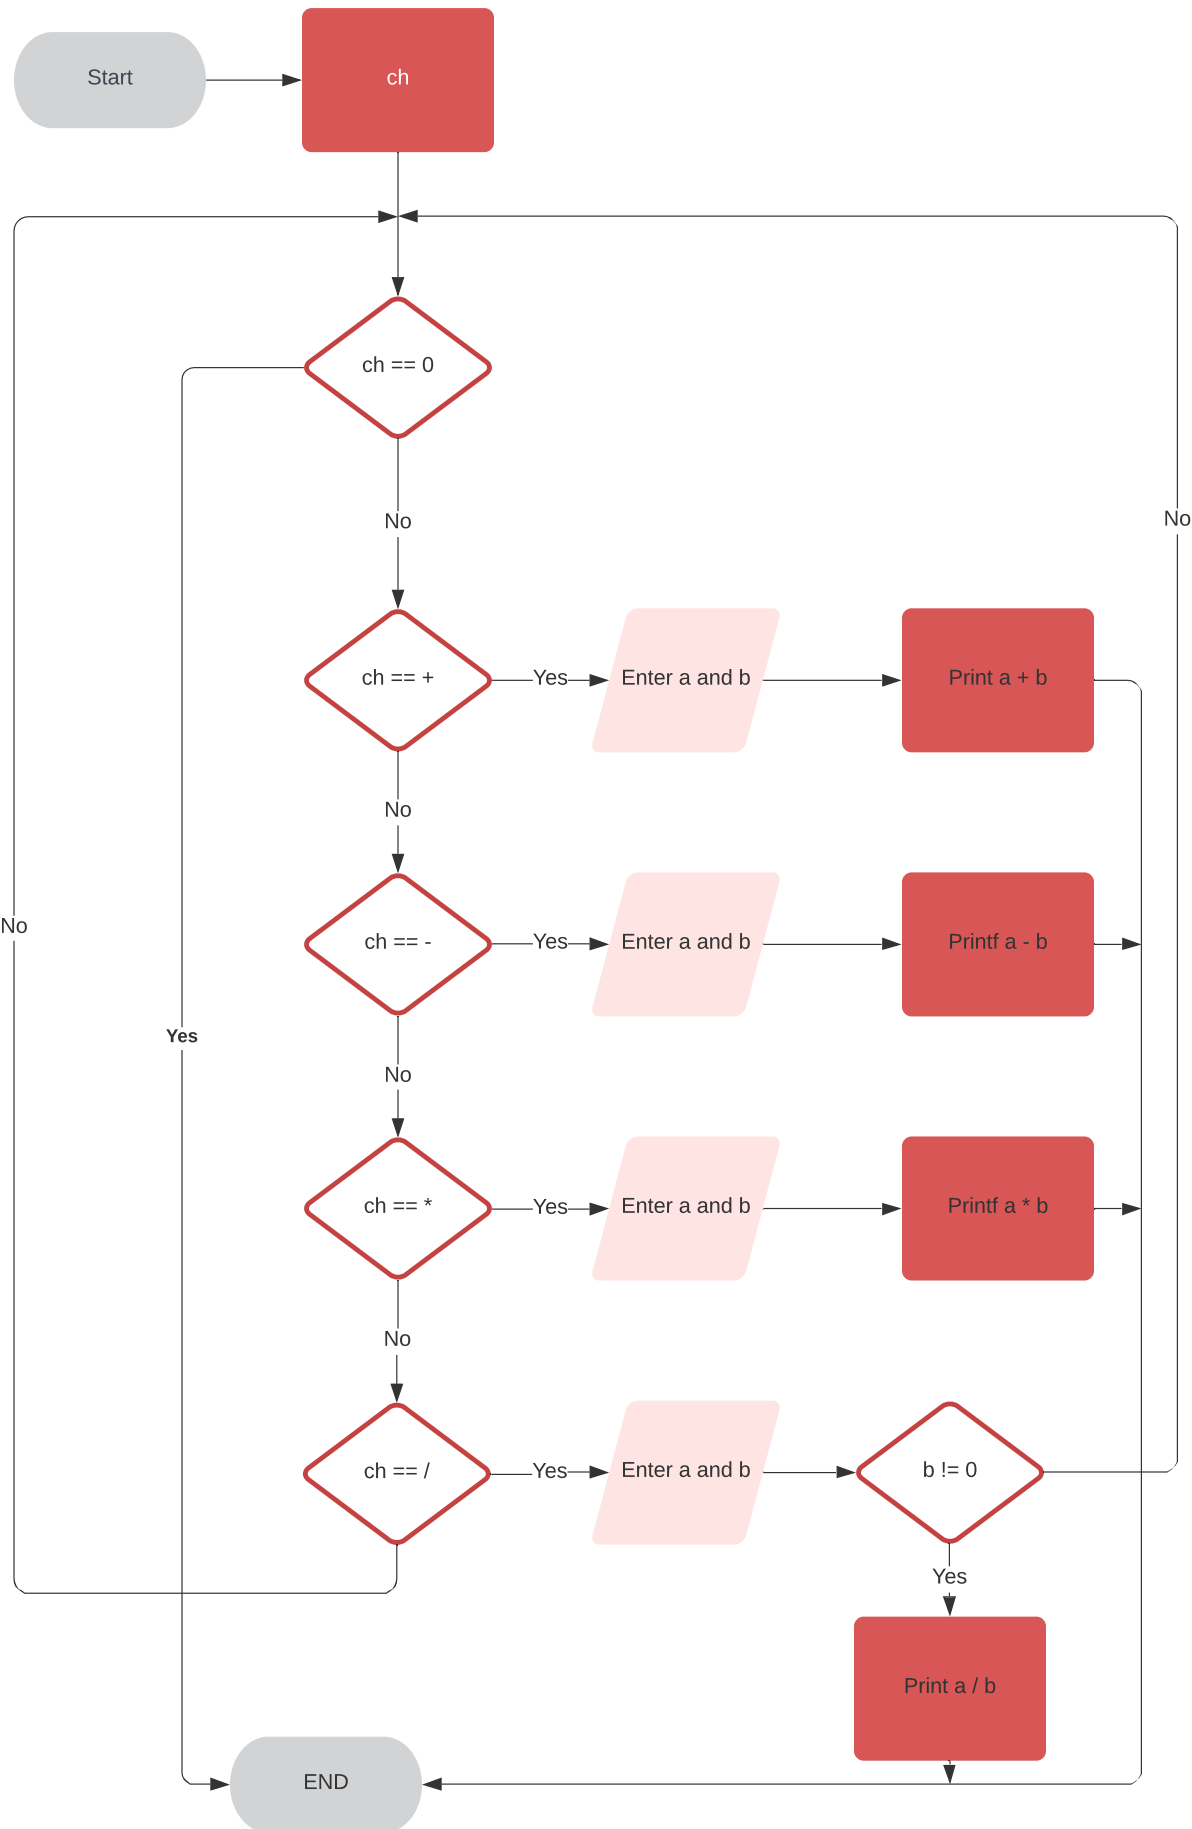 Start
ch
ch == 0
No
No
ch == +
Yes
Enter a and b
Print a + b
No
No
ch == -
Yes
Enter a and b
Printf a - b
Yes
No
ch == *
Yes
Enter a and b
Printf a * b
No
ch == /
Yes
Enter a and b
b != 0
Yes
Print a / b
END